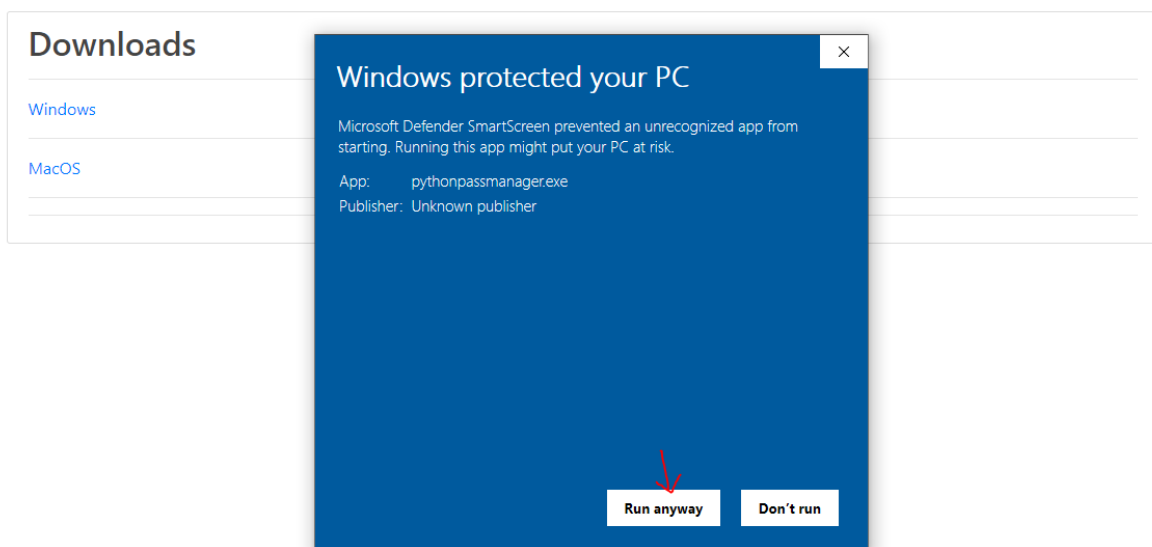 Downloads
Windows
MacOS
Windows protected your PC
Microsoft Defender SmartScreen prevented an unrecognized app from
starting. Running this app might put your PC at risk.
App: pythonpassmanager.exe
Publisher: Unknown publisher
Run anyway Don't run